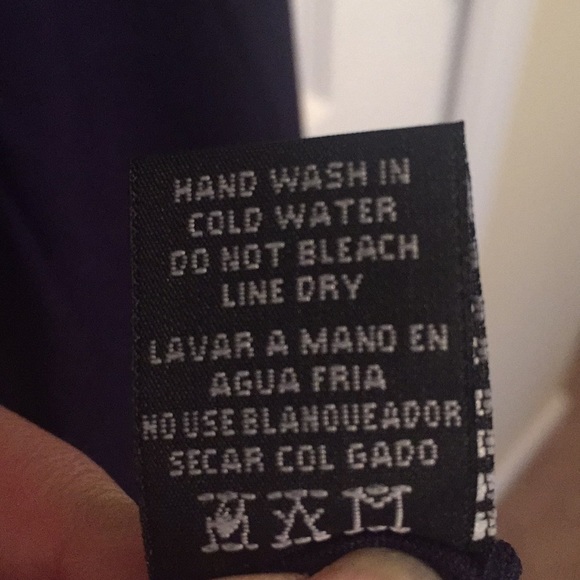 HAND WASH IN
COLD WATER
DO NOT BLEACH
LINE DRY
LAVAR A MANO EN
AGUA FRIA
NO USE BLANQUEADOR
SECAR COL GADO